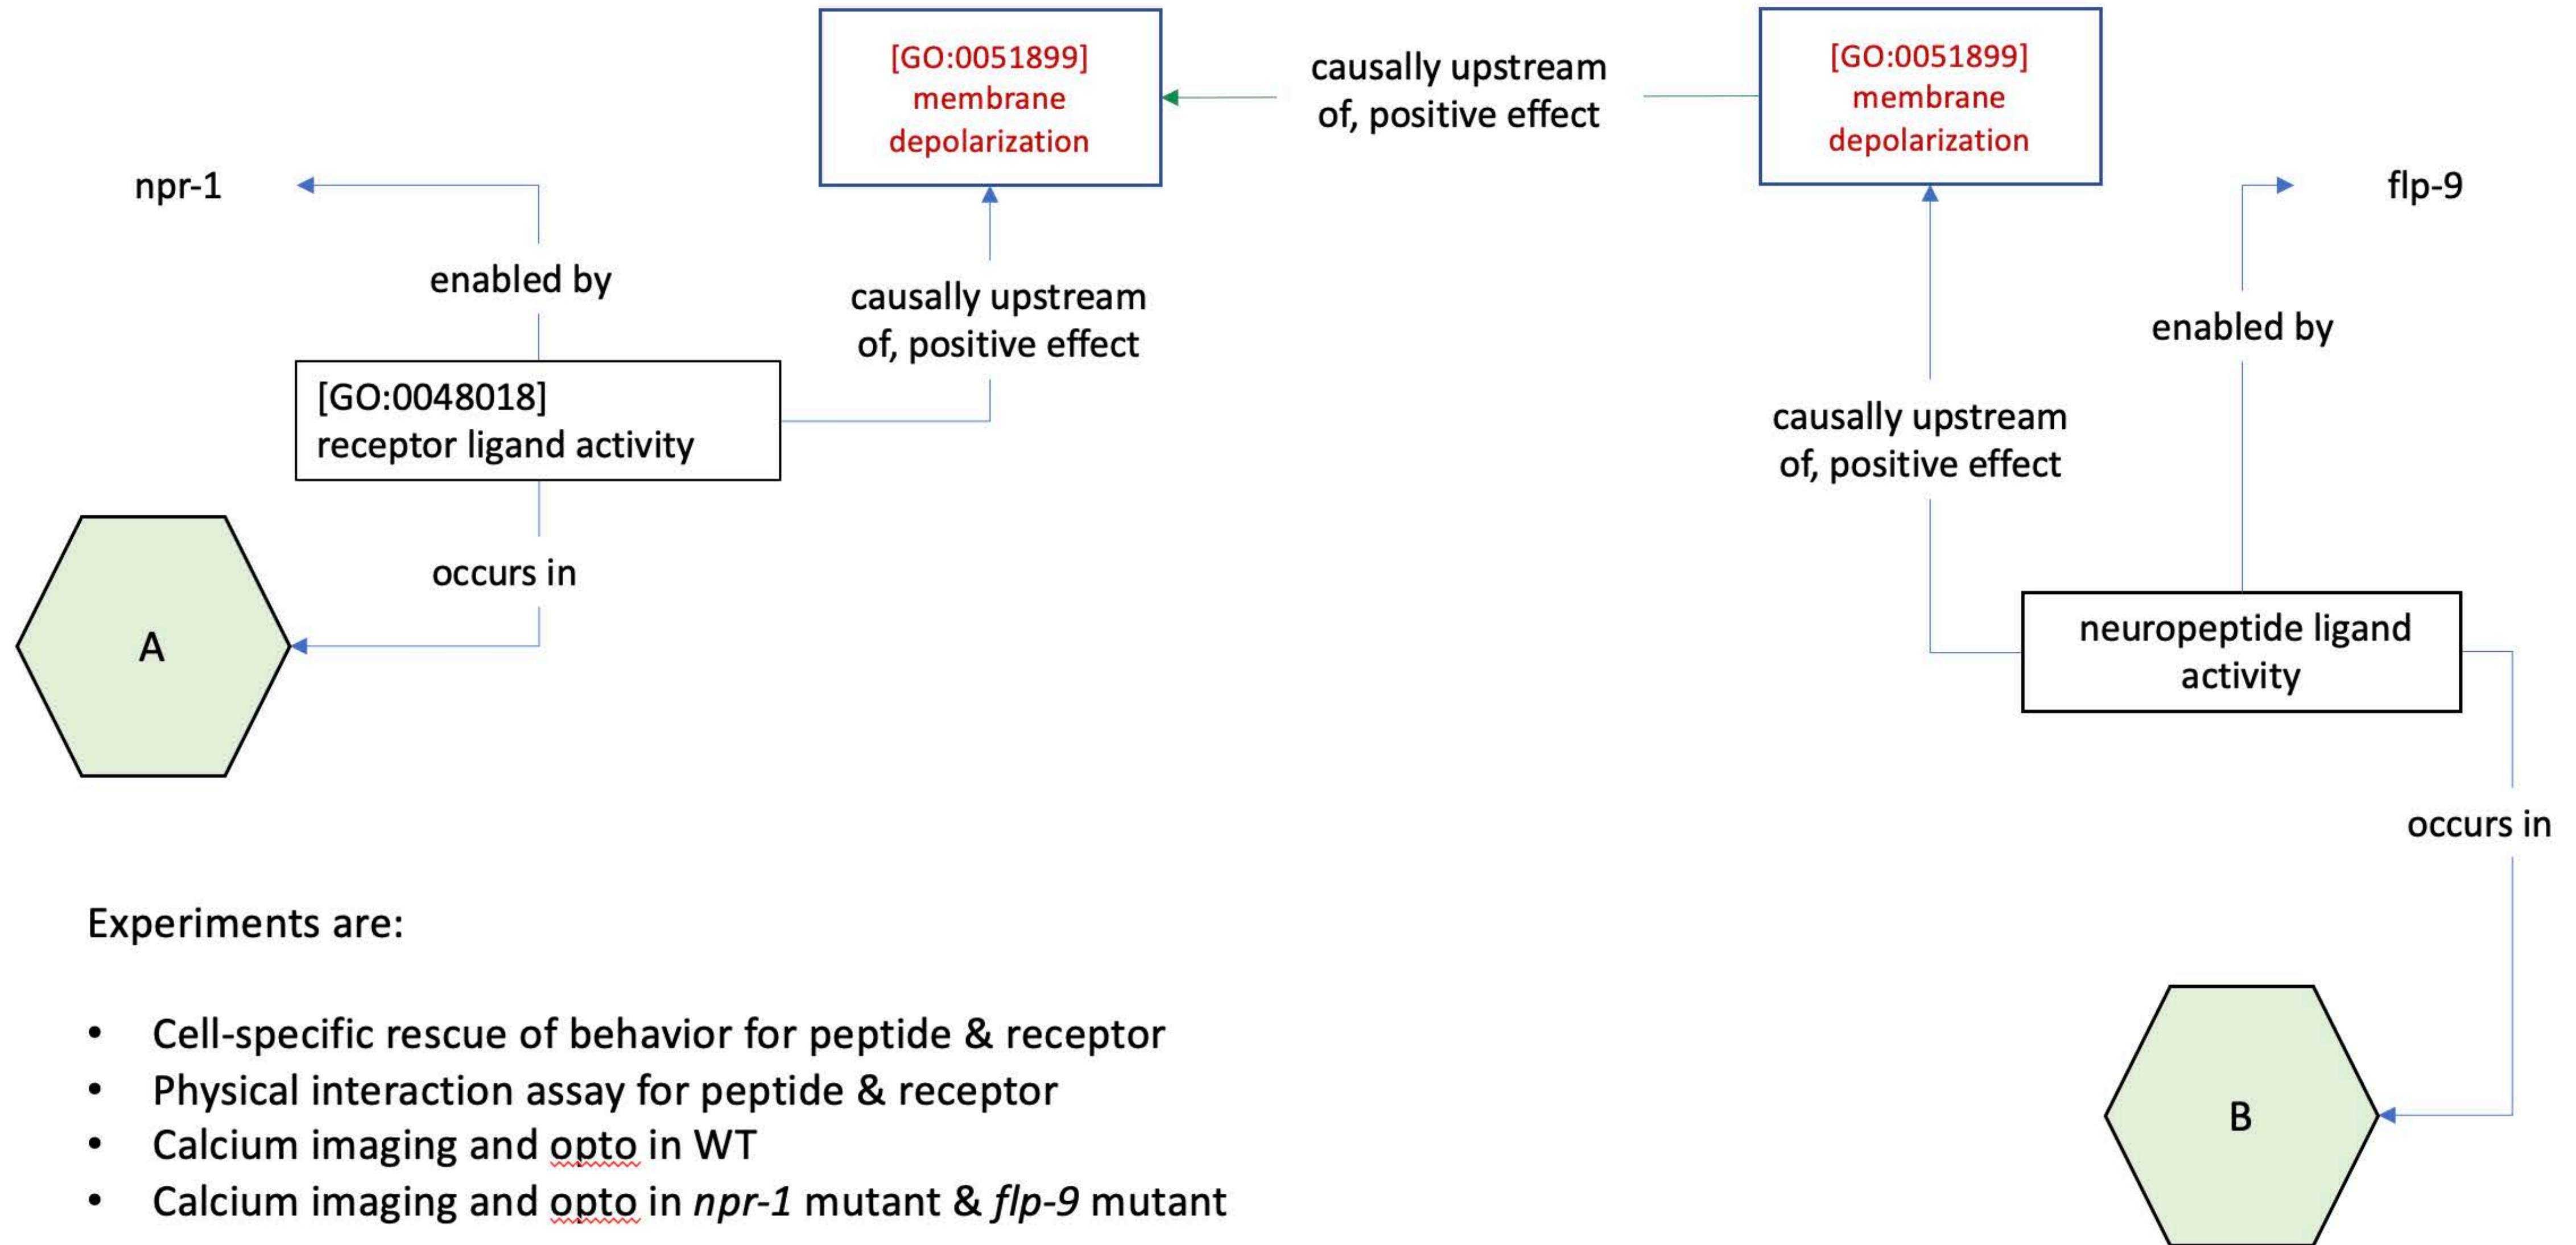 [GO:0051899]
membrane
depolarization
causally upstream
of, positive effect
[GO:0051899]
membrane
depolarization
npr-1
flp-9
enabled by
causally upstream
of, positive effect
enabled by
[GO:0048018]
receptor ligand activity
causally upstream
of, positive effect
occurs in
A
neuropeptide ligand
activity
occurs in
Experiments are:
• Cell-specific rescue of behavior for peptide & receptor
• Physical interaction assay for peptide & receptor
• Calcium imaging and opto in WT
• Calcium imaging and opto in npr-1 mutant & flp-9 mutant
B